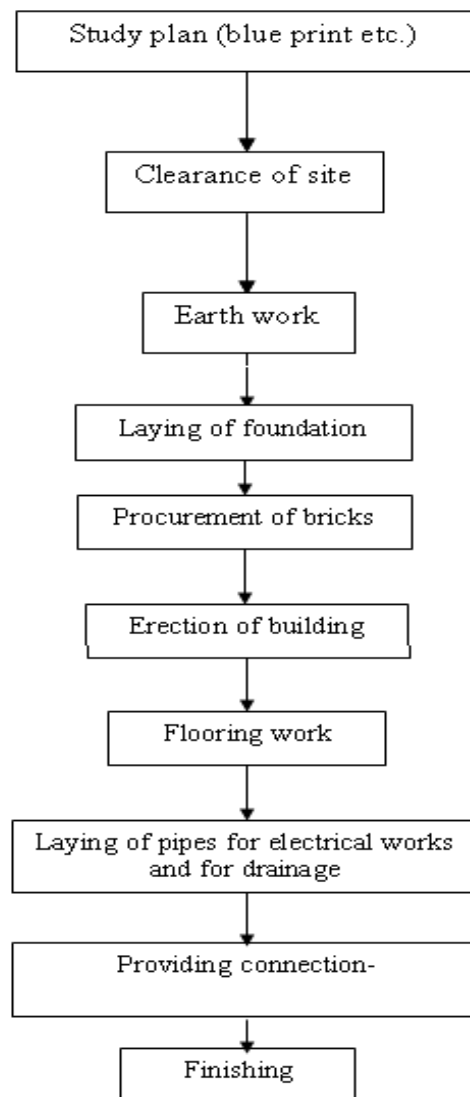 Study plan (blue print etc.)
Clearance of site
Earth work
Laying of foundation
Procurement of bricks
Erection of building
Flooring work
Laying of pipes for electrical works
and for drainage
Providing connection-
Finishing